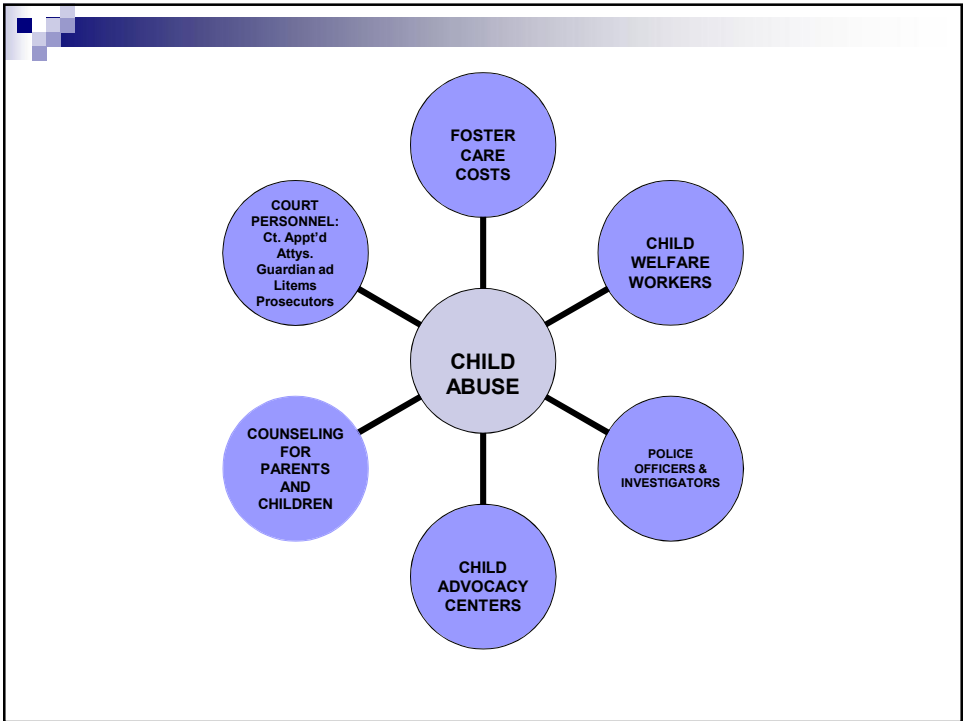 FOSTER
CARE
COSTS
COURT
PERSONNEL:
Ct. Appt’d
Attys.
Guardian ad
Litems
Prosecutors
CHILD
WELFARE
WORKERS
CHILD
ABUSE
COUNSELING
FOR
PARENTS
AND
CHILDREN
POLICE
OFFICERS &
INVESTIGATORS
CHILD
ADVOCACY
CENTERS